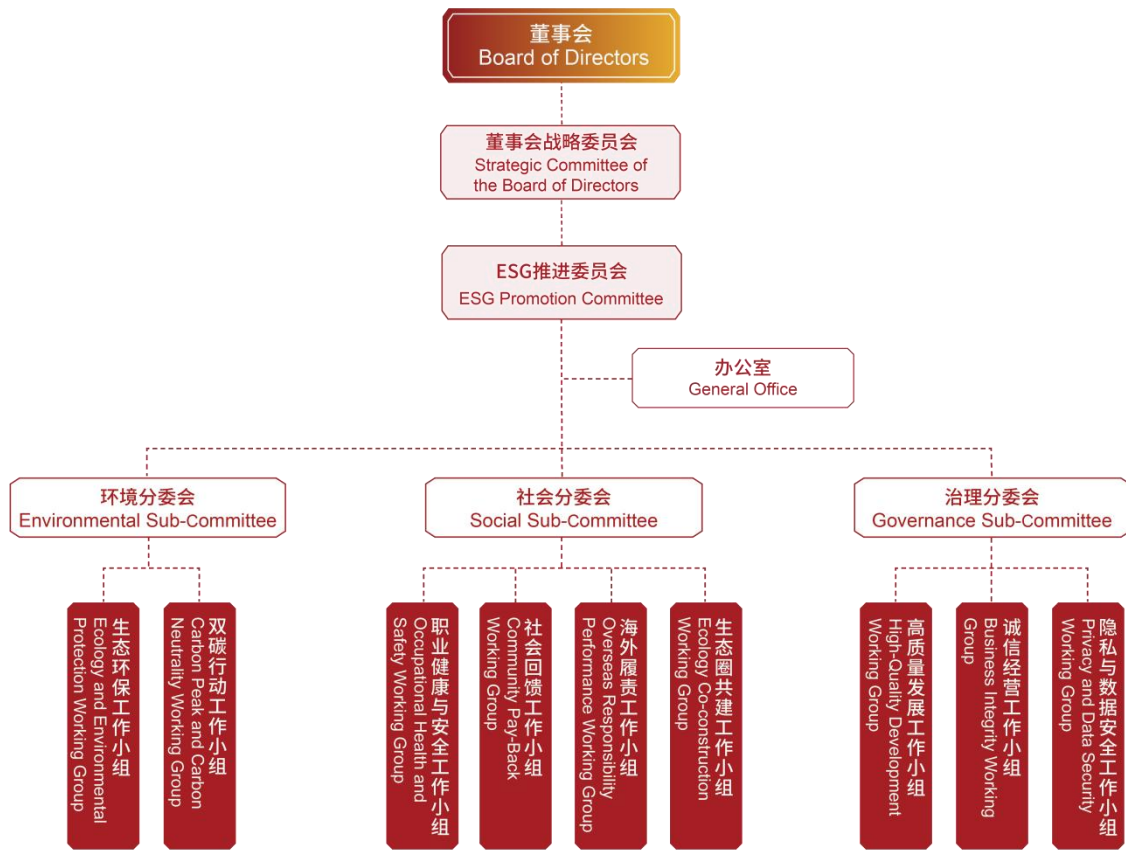 董事会
Board of Directors
董事会战略委员会
Strategic Committee of
the Board of Directors
ESG推进委员会
ESG Promotion Committee
办公室
General Office
环境分委会
Environmental Sub-Committee
社会分委会
Social Sub-Committee
治理分委会
Governance Sub-Committee
生态环保工作小组
Ecology and Environmental
Protection Working Group
双碳行动工作小组
Carbon Peak and Carbon
Neutrality Working Group
职业健康与安全工作小组
Occupational Health and
Safety Working Group
社会回馈工作小组
Community Pay-Back
Working Group
海外履责工作小组
Overseas Responsibility
Performance Working Group
生态圈共建工作小组
Ecology Co-construction
Working Group
高质量发展工作小组
High-Quality Development
Working Group
诚信经营工作小组
Business Integrity Working
Group
隐私与数据安全工作小组
Privacy and Data Security
Working Group